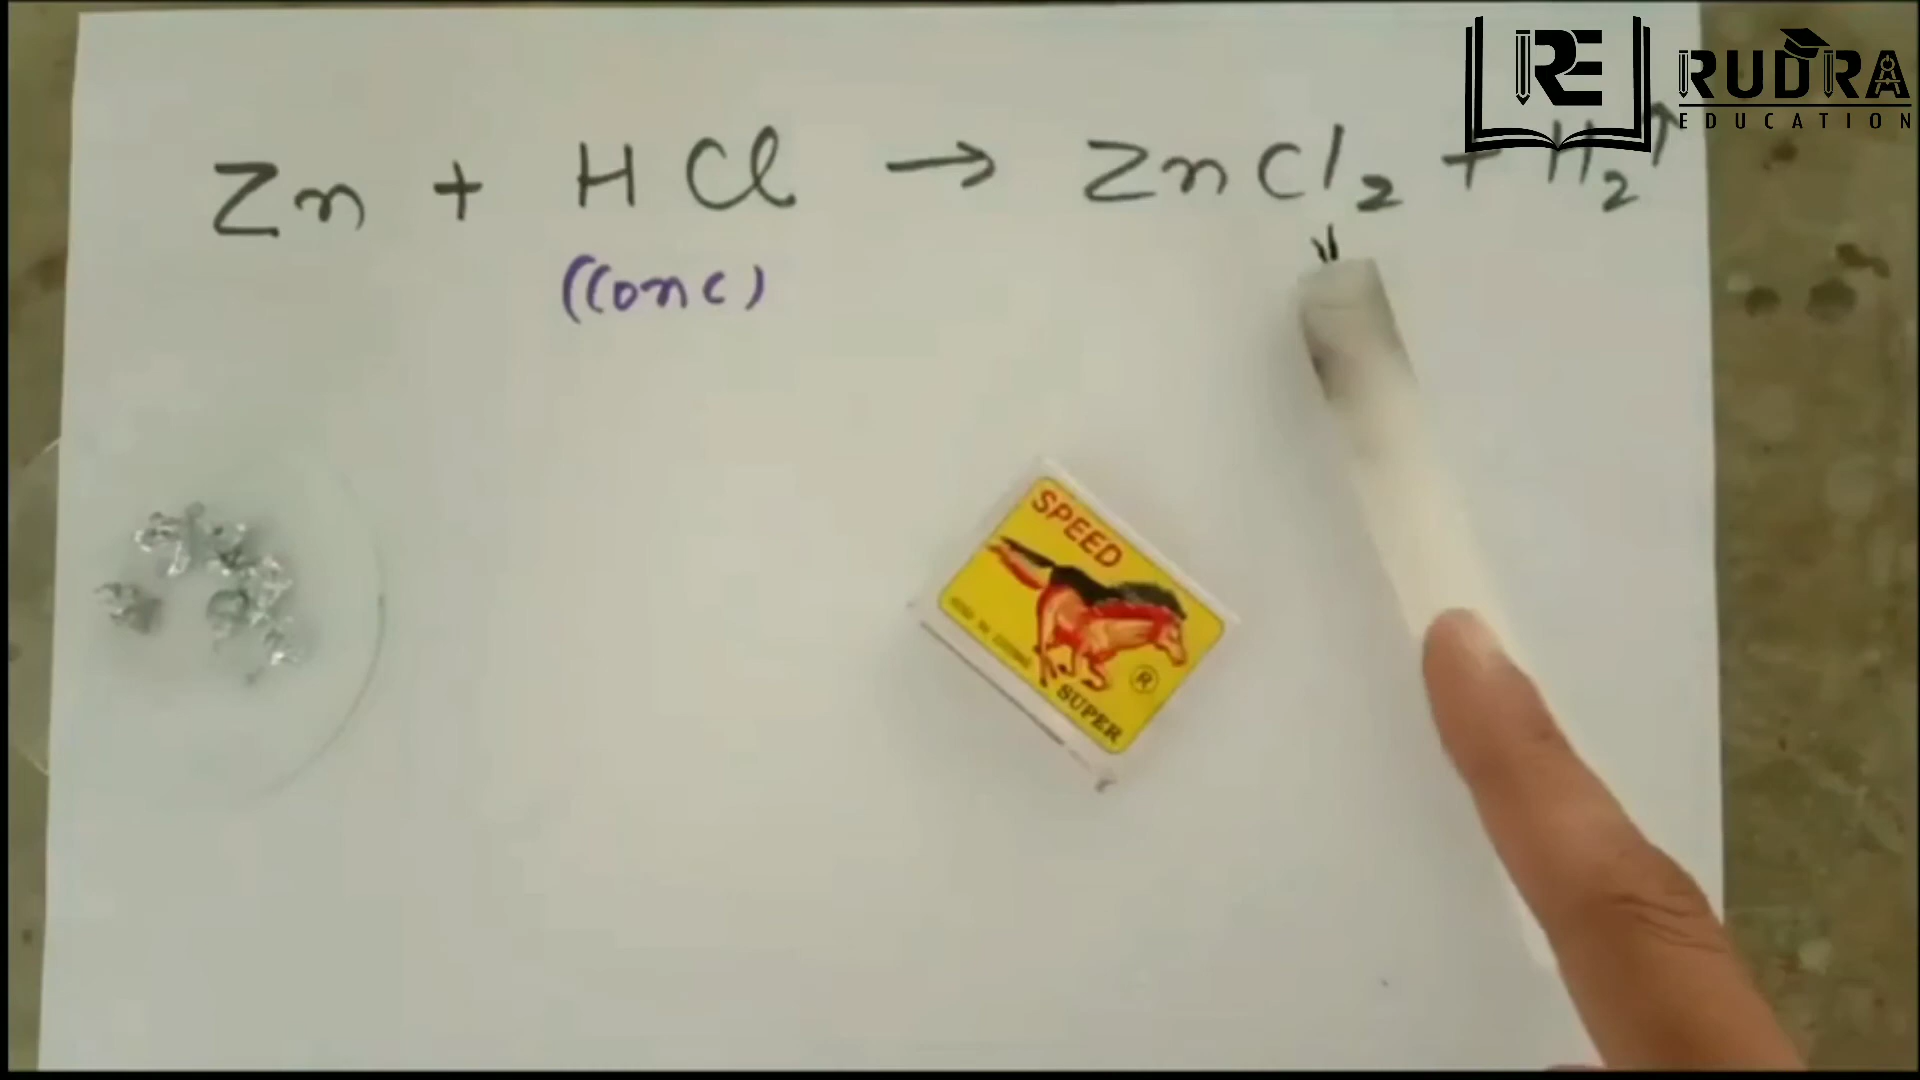 Zn + HCl → ZnCl₂ + H₂↑
(Conc)
RE RUDRA
EDUCATION
SPEED
SUPER
®